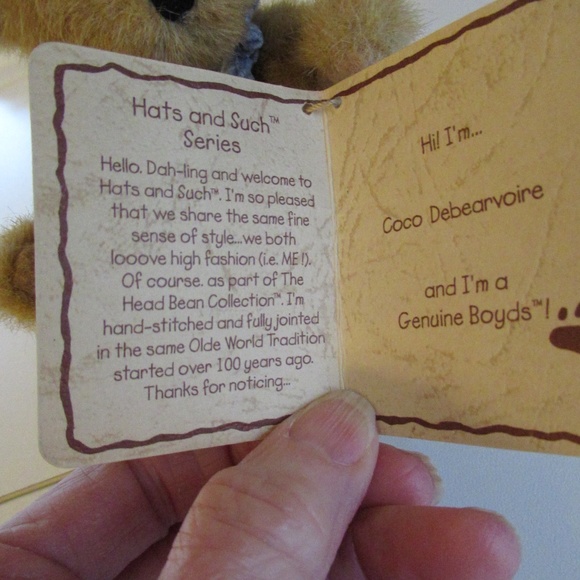 Hats and Such™
Series
Hello, Dah-ling and welcome to
Hats and Such™. I'm so pleased
that we share the same fine
sense of style...we both
looove high fashion (i.e. ME!).
Of course, as part of The
Head Bean Collection™, I'm
hand-stitched and fully jointed
in the same Olde World Tradition
started over 100 years ago.
Thanks for noticing...
Hi! I'm...
Coco Debearvoire
and I'm a
Genuine Boyds™!